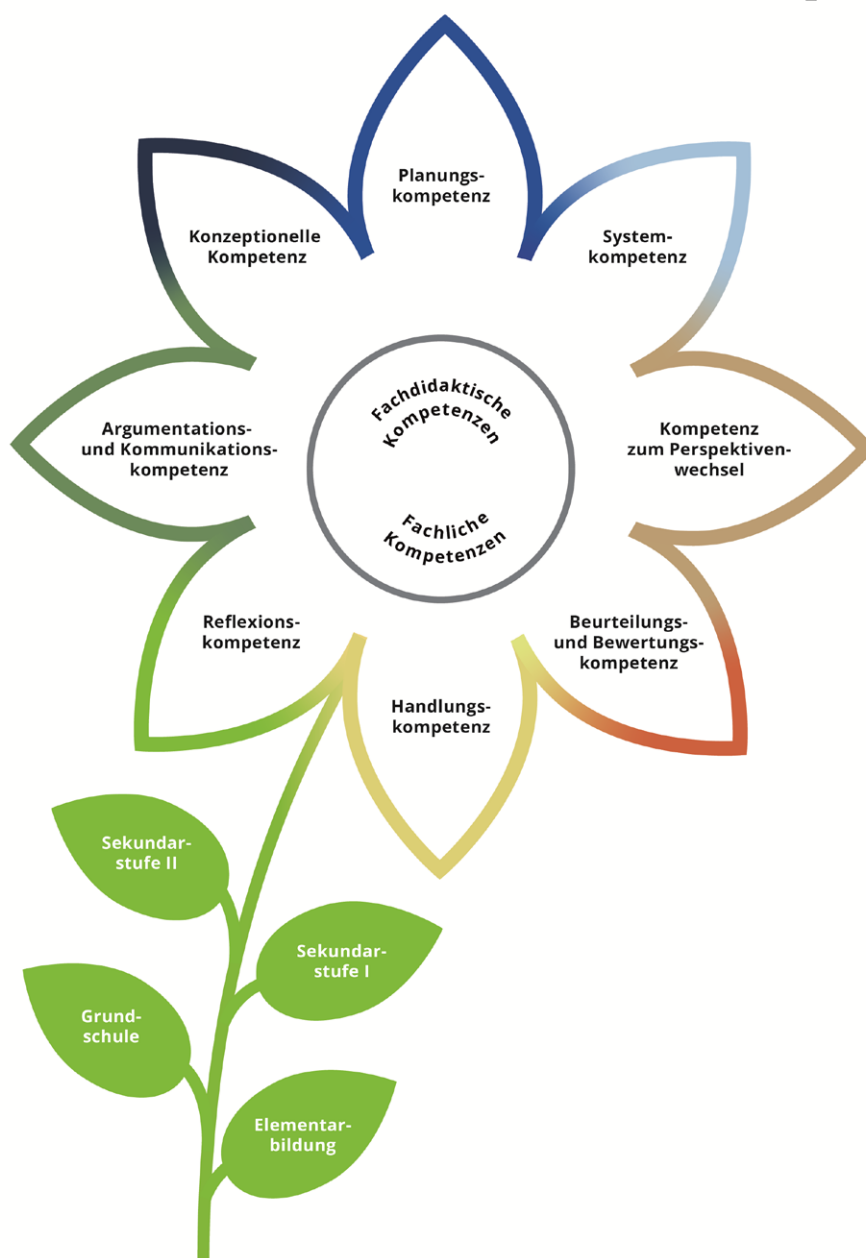 Planungs-
kompetenz
Konzeptionelle
Kompetenz
System-
kompetenz
Fachdidaktische
Kompetenzen
Argumentations-
und Kommunikations-
kompetenz
Kompetenz
zum Perspektiven-
wechsel
Fachliche
Kompetenzen
Reflexions-
kompetenz
Beurteilungs-
und Bewertungs-
kompetenz
Handlungs-
kompetenz
Sekundar-
stufe II
Sekundar-
stufe I
Grund-
schule
Elementar-
bildung